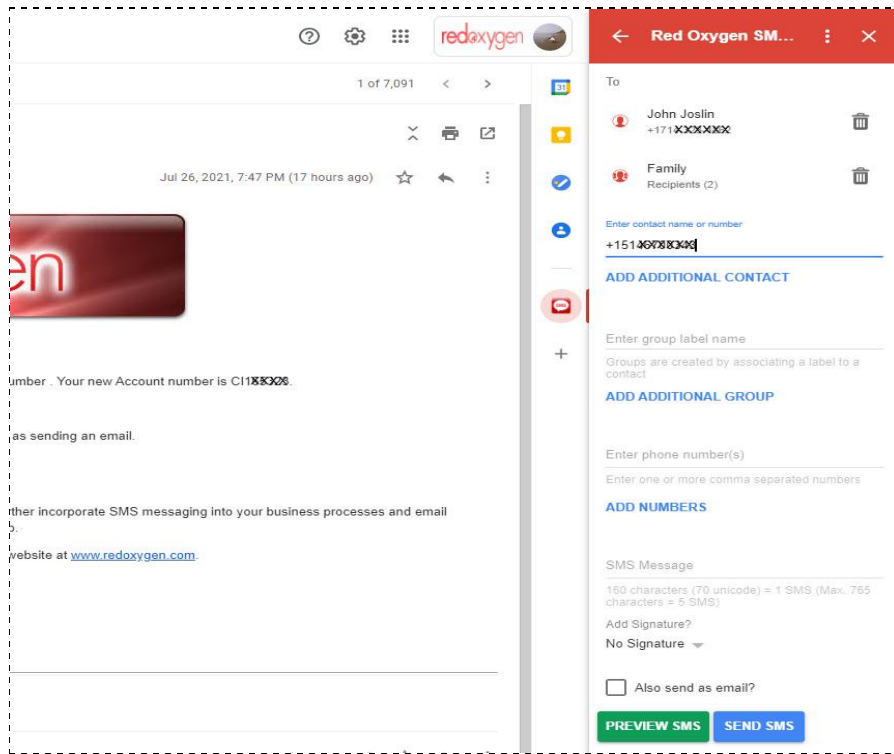 redoxygen
Red Oxygen SM...
1 of 7,091
31
To
John Joslin
+171
Family
Recipients (2)
Jul 26, 2021, 7:47 PM (17 hours ago)
en
Enter contact name or number
+151
ADD ADDITIONAL CONTACT
SMS
Enter group label name
Groups are created by associating a label to a
contact
umber . Your new Account number is CI1
ADD ADDITIONAL GROUP
as sending an email.
Enter phone number(s)
Enter one or more comma separated numbers
ADD NUMBERS
ther incorporate SMS messaging into your business processes and email
website at www.redoxygen.com.
SMS Message
160 characters (70 unicode) = 1 SMS (Max. 765
characters = 5 SMS)
Add Signature?
No Signature
Also send as email?
PREVIEW SMS
SEND SMS